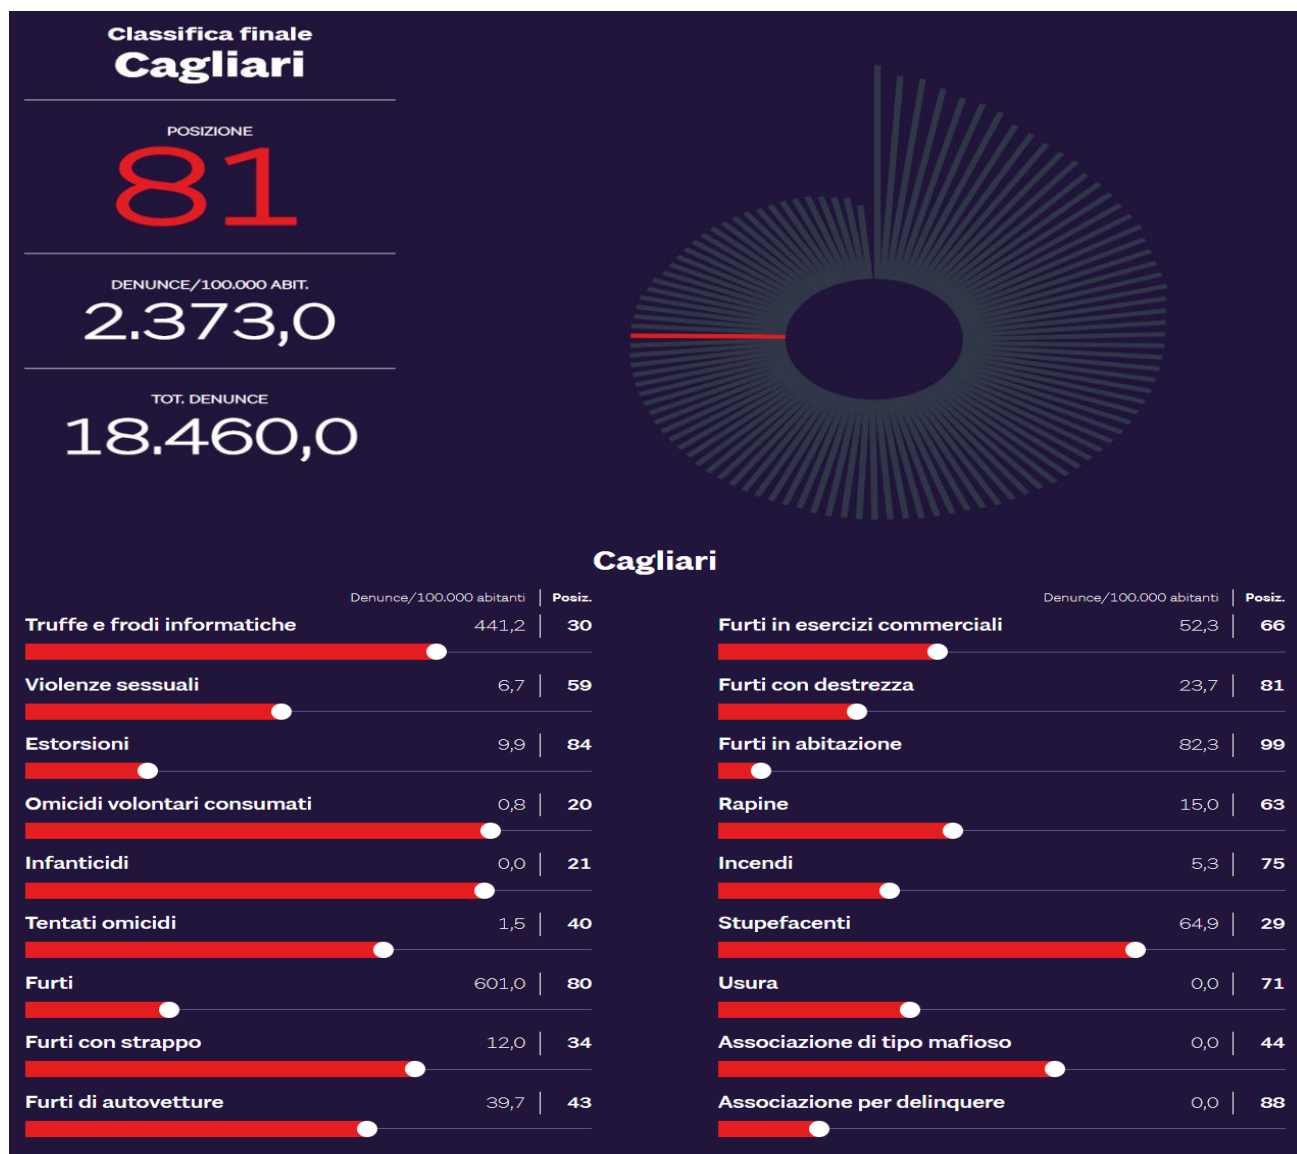 Classifica finale
Cagliari
POSIZIONE
81
DENUNCE/100.000 ABIT.
2.373,0
TOT. DENUNCE
18.460,0
Cagliari
Denunce/100.000 abitanti Posiz.
Truffe e frodi informatiche 441,2 30
Violenze sessuali 6,7 59
Estorsioni 9,9 84
Omicidi volontari consumati 0,8 20
Infanticidi 0,0 21
Tentati omicidi 1,5 40
Furti 601,0 80
Furti con strappo 12,0 34
Furti di autovetture 39,7 43
Denunce/100.000 abitanti Posiz.
Furti in esercizi commerciali 52,3 66
Furti con destrezza 23,7 81
Furti in abitazione 82,3 99
Rapine 15,0 63
Incendi 5,3 75
Stupefacenti 64,9 29
Usura 0,0 71
Associazione di tipo mafioso 0,0 44
Associazione per delinquere 0,0 88